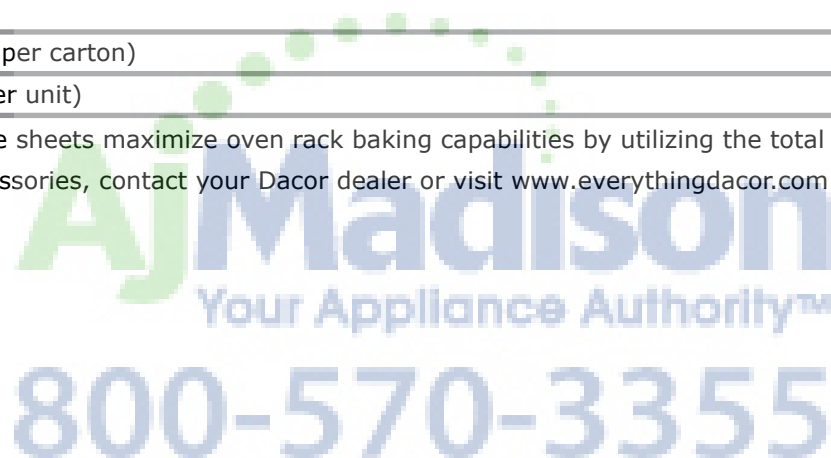 per carton)
er unit)
e sheets maximize oven rack baking capabilities by utilizing the total
ssories, contact your Dacor dealer or visit www.everythingdacor.com
AjMadison
Your Appliance Authority™
800-570-3355